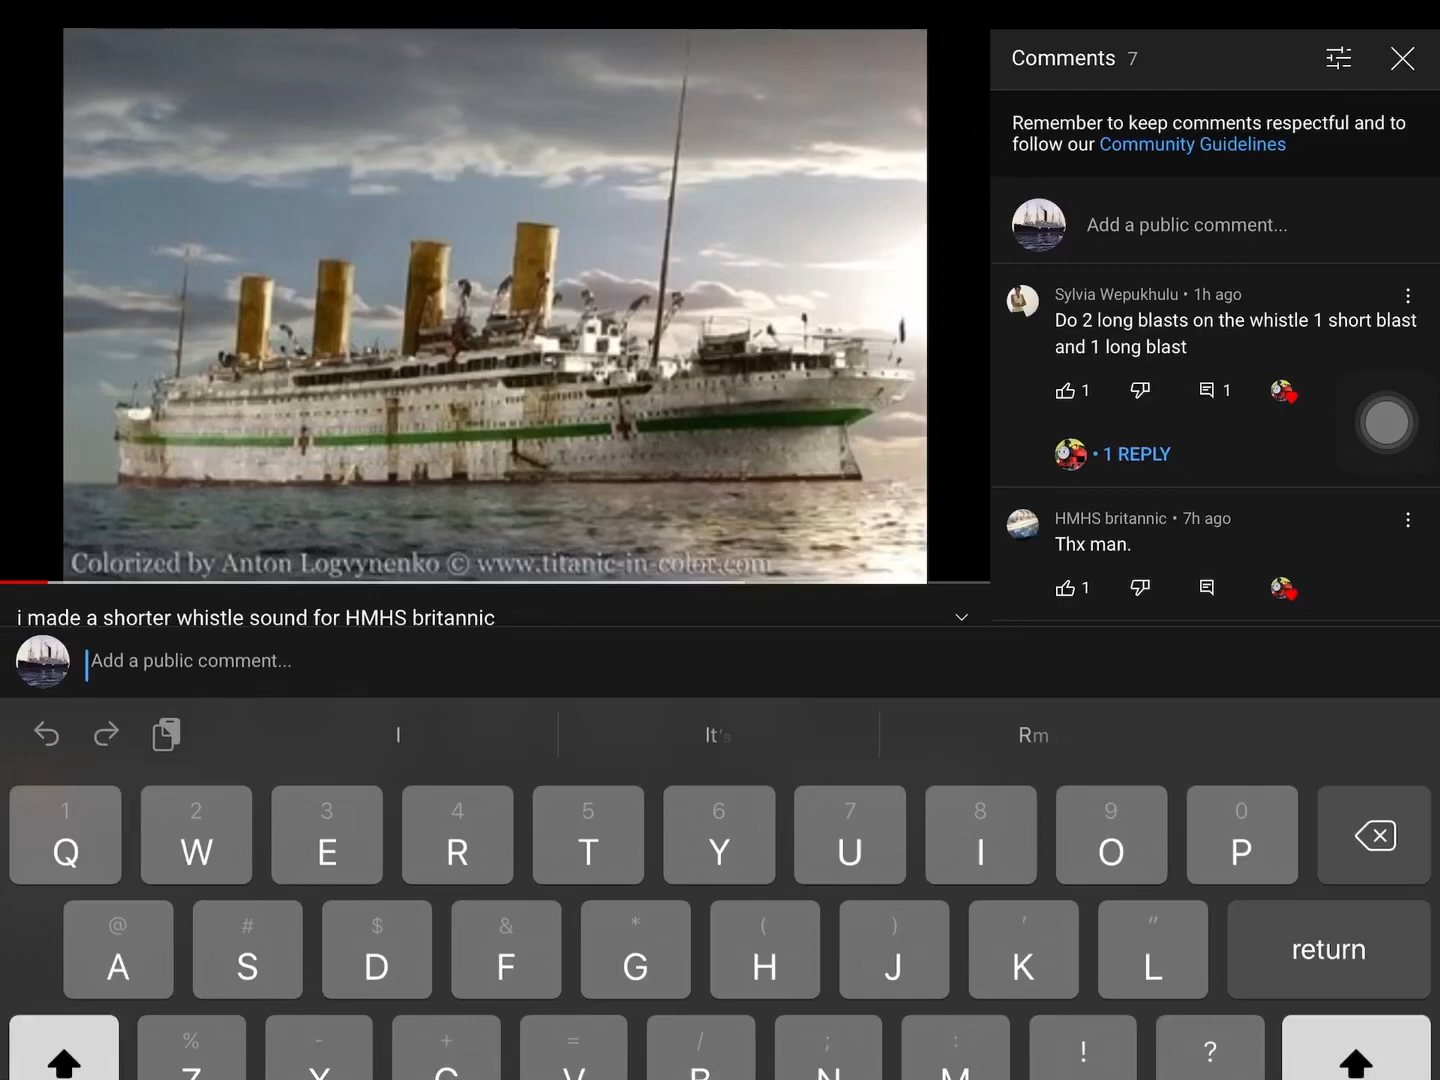 Comments 7
Remember to keep comments respectful and to
follow our Community Guidelines
Add a public comment...
Sylvia Wepukhulu • 1h ago
Do 2 long blasts on the whistle 1 short blast
and 1 long blast
1
1
• 1 REPLY
HMHS britannic • 7h ago
Thx man.
1
Colorized by Anton Logvynenko © www.titanic-in-color.com
i made a shorter whistle sound for HMHS britannic
Add a public comment...
I It's Rm
1 2 3 4 5 6 7 8 9 0
Q W E R T Y U I O P
@ # $ & * ( ) ' "
A S D F G H J K L return
% - + = / ; : ! ?
Z X C V B N M